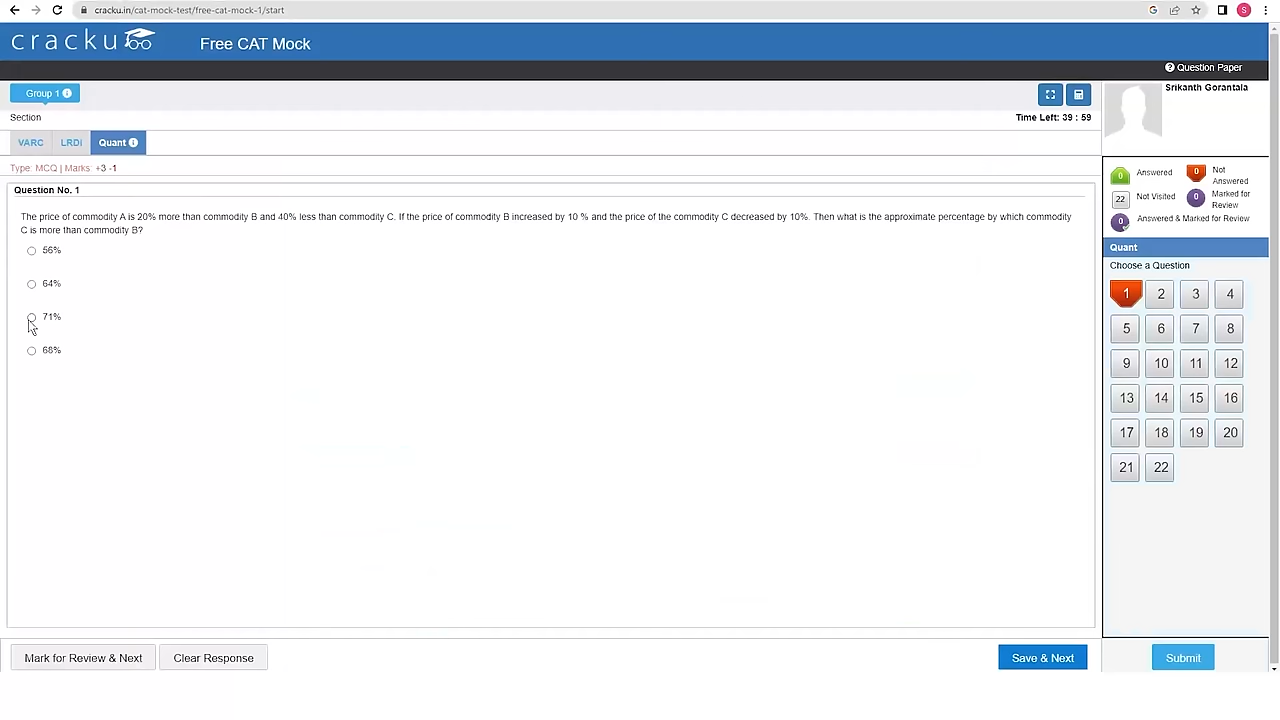 cracku.in/cat-mock-test/free-cat-mock-1/start
G
S
cracku
Free CAT Mock
? Question Paper
Group 1 i
Srikanth Gorantala
Section
Time Left: 39 : 59
VARC
LRDI
Quant i
Type: MCQ | Marks: +3 -1
0 Answered
0 Not Answered
22 Not Visited
0 Marked for Review
0 Answered & Marked for Review
Question No. 1
The price of commodity A is 20% more than commodity B and 40% less than commodity C. If the price of commodity B increased by 10 % and the price of the commodity C decreased by 10%. Then what is the approximate percentage by which commodity
C is more than commodity B?
56%
64%
71%
68%
Quant
Choose a Question
1 2 3 4
5 6 7 8
9 10 11 12
13 14 15 16
17 18 19 20
21 22
Mark for Review & Next
Clear Response
Save & Next
Submit